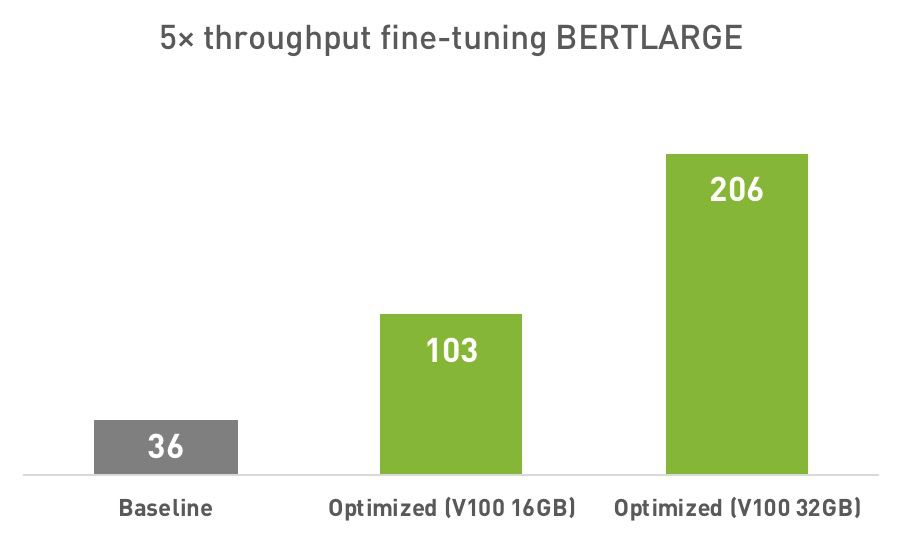 5× throughput fine-tuning BERTLARGE
206
103
36
Baseline
Optimized (V100 16GB)
Optimized (V100 32GB)